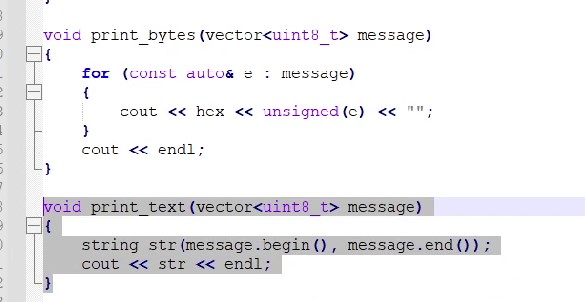 void print_bytes(vector<uint8_t> message)
{
for (const auto& e : message)
{
cout << hex << unsigned(e) << "";
}
cout << endl;
}
void print_text(vector<uint8_t> message)
{
string str(message.begin(), message.end());
cout << str << endl;
}